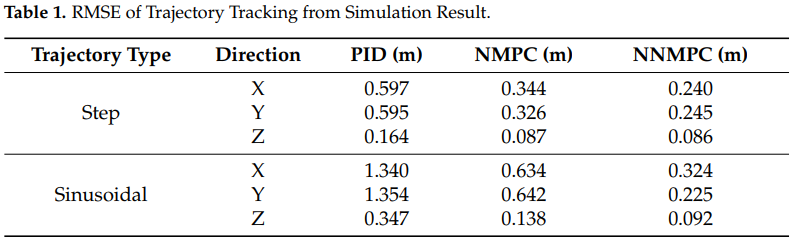 Table 1. RMSE of Trajectory Tracking from Simulation Result.
Trajectory Type Direction PID (m) NMPC (m) NNMPC (m)
X 0.597 0.344 0.240
Step Y 0.595 0.326 0.245
Z 0.164 0.087 0.086
X 1.340 0.634 0.324
Sinusoidal Y 1.354 0.642 0.225
Z 0.347 0.138 0.092